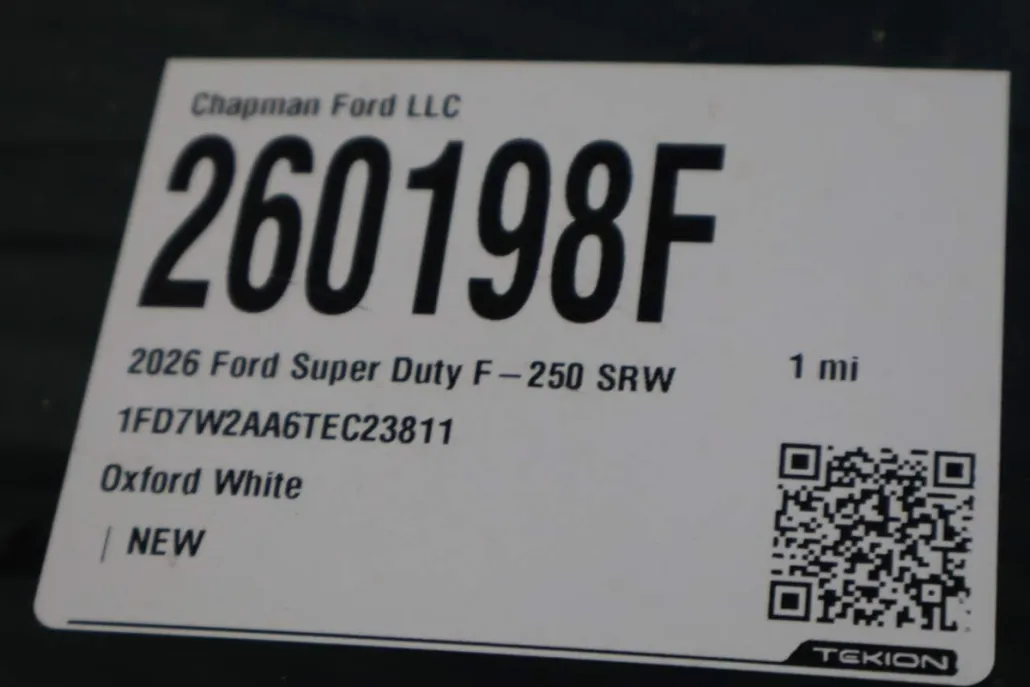 Chapman Ford LLC
260198F
2026 Ford Super Duty F-250 SRW 1 mi
1FD7W2AA6TEC23811
Oxford White
| NEW
TEKION